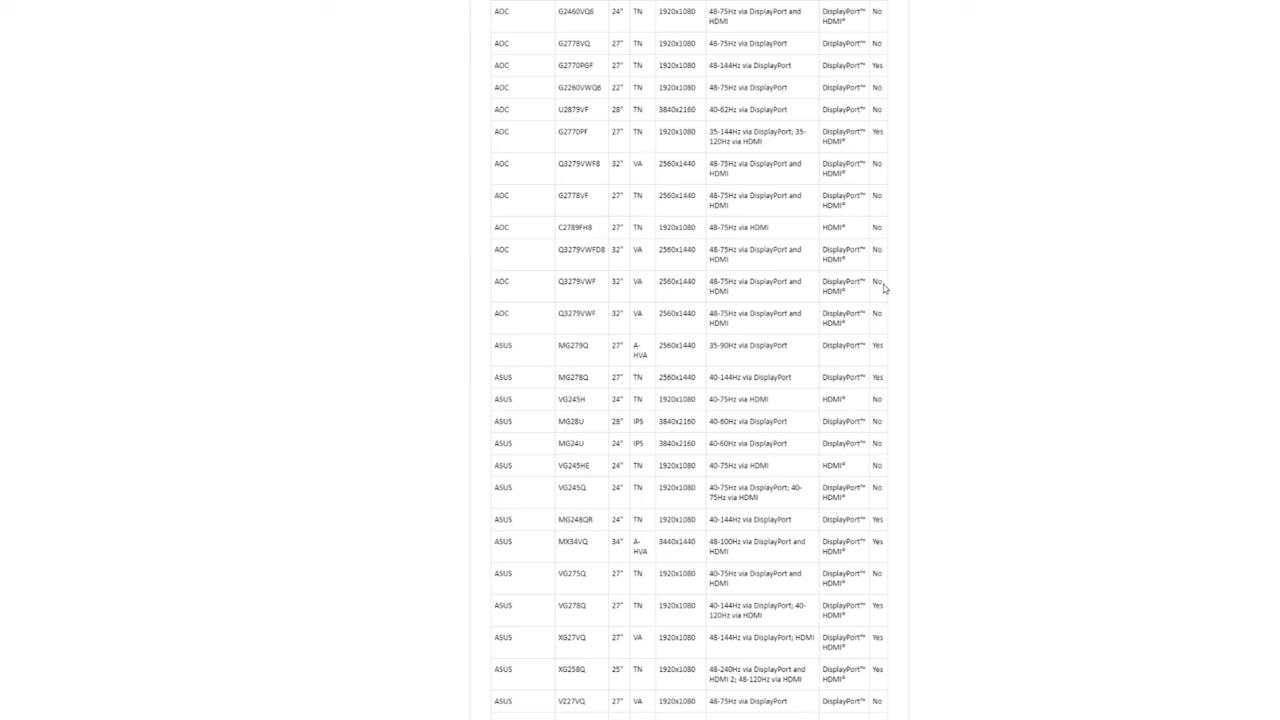 AOC G2460VQ6 24" TN 1920x1080 48-75Hz via DisplayPort and HDMI DisplayPort™ HDMI® No
AOC G2778VQ 27" TN 1920x1080 48-75Hz via DisplayPort DisplayPort™ No
AOC G2770PGF 27" TN 1920x1080 48-144Hz via DisplayPort DisplayPort™ Yes
AOC G2260VWQ6 22" TN 1920x1080 48-75Hz via DisplayPort DisplayPort™ No
AOC U2879VF 28" TN 3840x2160 40-62Hz via DisplayPort DisplayPort™ No
AOC G2770PF 27" TN 1920x1080 35-144Hz via DisplayPort; 35-120Hz via HDMI DisplayPort™ HDMI® Yes
AOC Q3279VWF8 32" VA 2560x1440 48-75Hz via DisplayPort and HDMI DisplayPort™ HDMI® No
AOC G2778VF 27" TN 2560x1440 48-75Hz via DisplayPort and HDMI DisplayPort™ HDMI® No
AOC C2789FH8 27" TN 1920x1080 48-75Hz via HDMI HDMI® No
AOC Q3279VWFD8 32" VA 2560x1440 48-75Hz via DisplayPort and HDMI DisplayPort™ HDMI® No
AOC Q3279VWF 32" VA 2560x1440 48-75Hz via DisplayPort and HDMI DisplayPort™ HDMI® No
AOC Q3279VWF 32" VA 2560x1440 48-75Hz via DisplayPort and HDMI DisplayPort™ HDMI® No
ASUS MG279Q 27" A-HVA 2560x1440 35-90Hz via DisplayPort DisplayPort™ Yes
ASUS MG278Q 27" TN 2560x1440 40-144Hz via DisplayPort DisplayPort™ Yes
ASUS VG245H 24" TN 1920x1080 40-75Hz via HDMI HDMI® No
ASUS MG28U 28" IPS 3840x2160 40-60Hz via DisplayPort DisplayPort™ No
ASUS MG24U 24" IPS 3840x2160 40-60Hz via DisplayPort DisplayPort™ No
ASUS VG245HE 24" TN 1920x1080 40-75Hz via HDMI HDMI® No
ASUS VG245Q 24" TN 1920x1080 40-75Hz via DisplayPort; 40-75Hz via HDMI DisplayPort™ HDMI® No
ASUS MG248QR 24" TN 1920x1080 40-144Hz via DisplayPort DisplayPort™ Yes
ASUS MX34VQ 34" A-HVA 3440x1440 48-100Hz via DisplayPort and HDMI DisplayPort™ HDMI® Yes
ASUS VG275Q 27" TN 1920x1080 40-75Hz via DisplayPort and HDMI DisplayPort™ HDMI® No
ASUS VG278Q 27" TN 1920x1080 40-144Hz via DisplayPort; 40-120Hz via HDMI DisplayPort™ HDMI® Yes
ASUS XG27VQ 27" VA 1920x1080 48-144Hz via DisplayPort; HDMI DisplayPort™ HDMI® Yes
ASUS XG258Q 25" TN 1920x1080 48-240Hz via DisplayPort and HDMI 2; 48-120Hz via HDMI DisplayPort™ HDMI® Yes
ASUS VZ27VQ 27" VA 1920x1080 48-75Hz via DisplayPort DisplayPort™ No